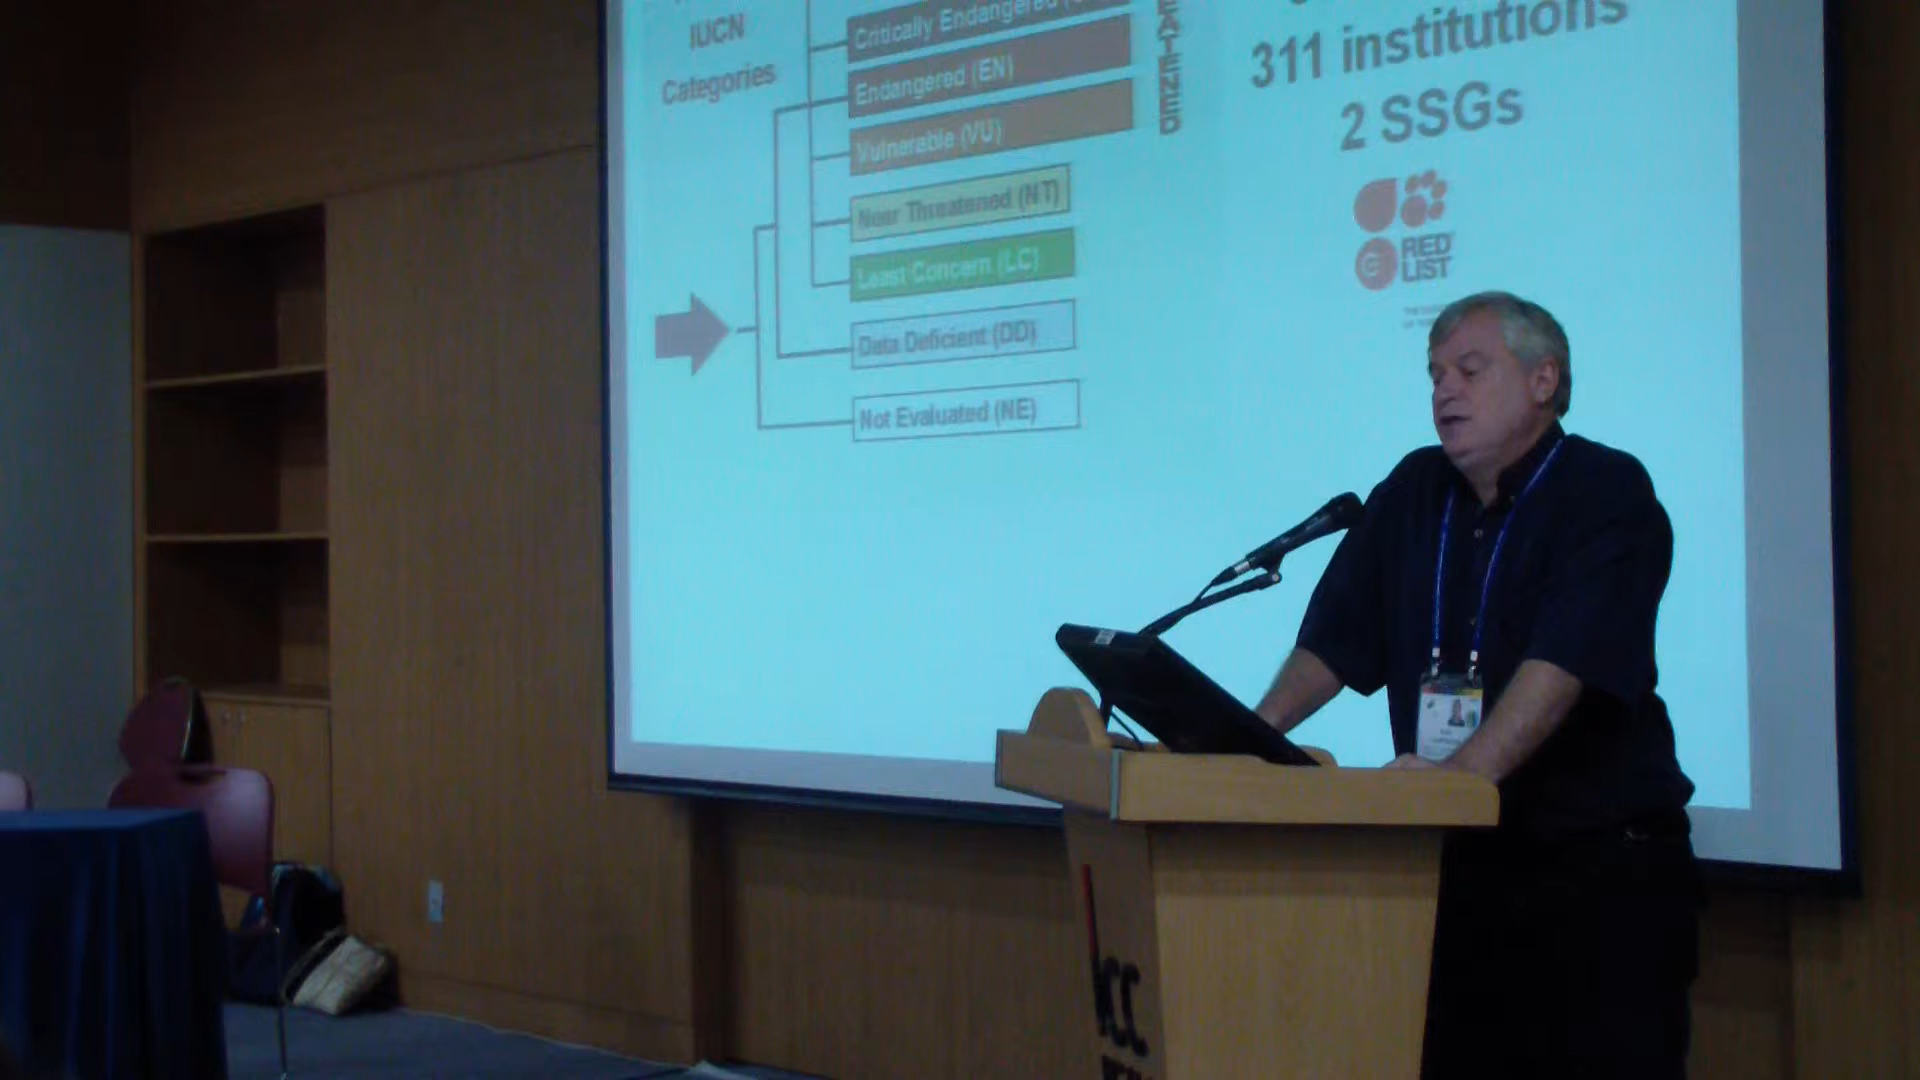 IUCN
Categories
Critically Endangered
Endangered (EN)
Vulnerable (VU)
Near Threatened (NT)
Least Concern (LC)
Data Deficient (DD)
Not Evaluated (NE)
311 institutions
2 SSGs
RED
LIST
ICC